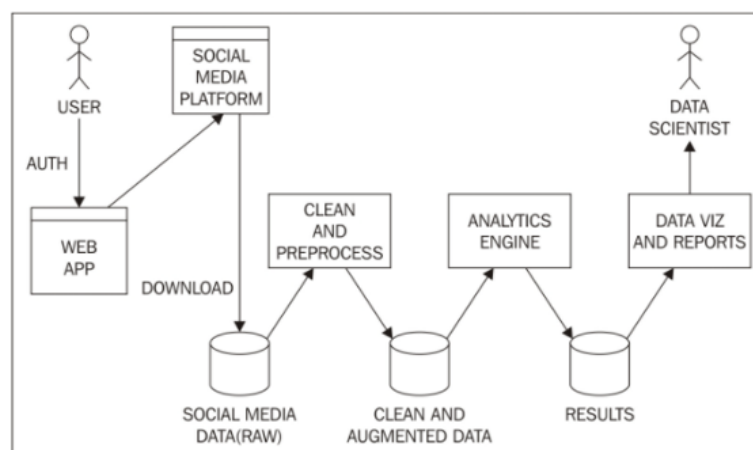 USER
AUTH
WEB
APP
SOCIAL
MEDIA
PLATFORM
DOWNLOAD
SOCIAL MEDIA
DATA(RAW)
CLEAN
AND
PREPROCESS
CLEAN AND
AUGMENTED DATA
ANALYTICS
ENGINE
RESULTS
DATA VIZ
AND REPORTS
DATA
SCIENTIST